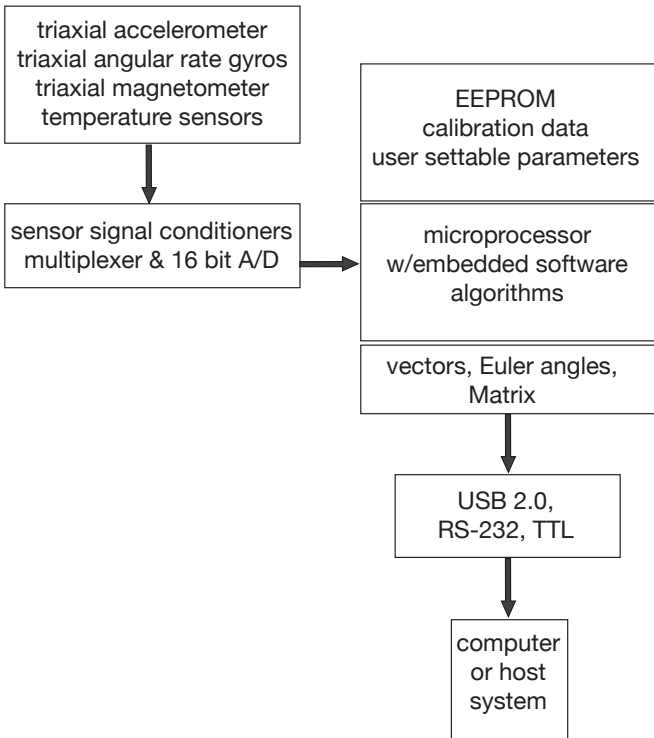 triaxial accelerometer
triaxial angular rate gyros
triaxial magnetometer
temperature sensors
sensor signal conditioners
multiplexer & 16 bit A/D
EEPROM
calibration data
user settable parameters
microprocessor
w/embedded software
algorithms
vectors, Euler angles,
Matrix
USB 2.0,
RS-232, TTL
computer
or host
system